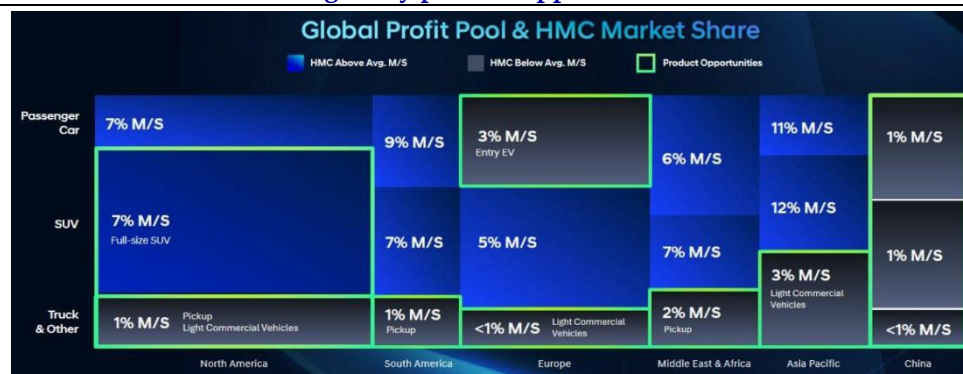 Global Profit Pool & HMC Market Share
HMC Above Avg. M/S
HMC Below Avg. M/S
Product Opportunities
Passenger
Car
7% M/S
9% M/S
3% M/S
Entry EV
6% M/S
11% M/S
1% M/S
SUV
7% M/S
Full-size SUV
7% M/S
5% M/S
7% M/S
12% M/S
1% M/S
Truck
& Other
1% M/S
Pickup
Light Commercial Vehicles
1% M/S
Pickup
<1% M/S
Light Commercial
Vehicles
2% M/S
Pickup
3% M/S
Light Commercial
Vehicles
<1% M/S
North America
South America
Europe
Middle East & Africa
Asia Pacific
China